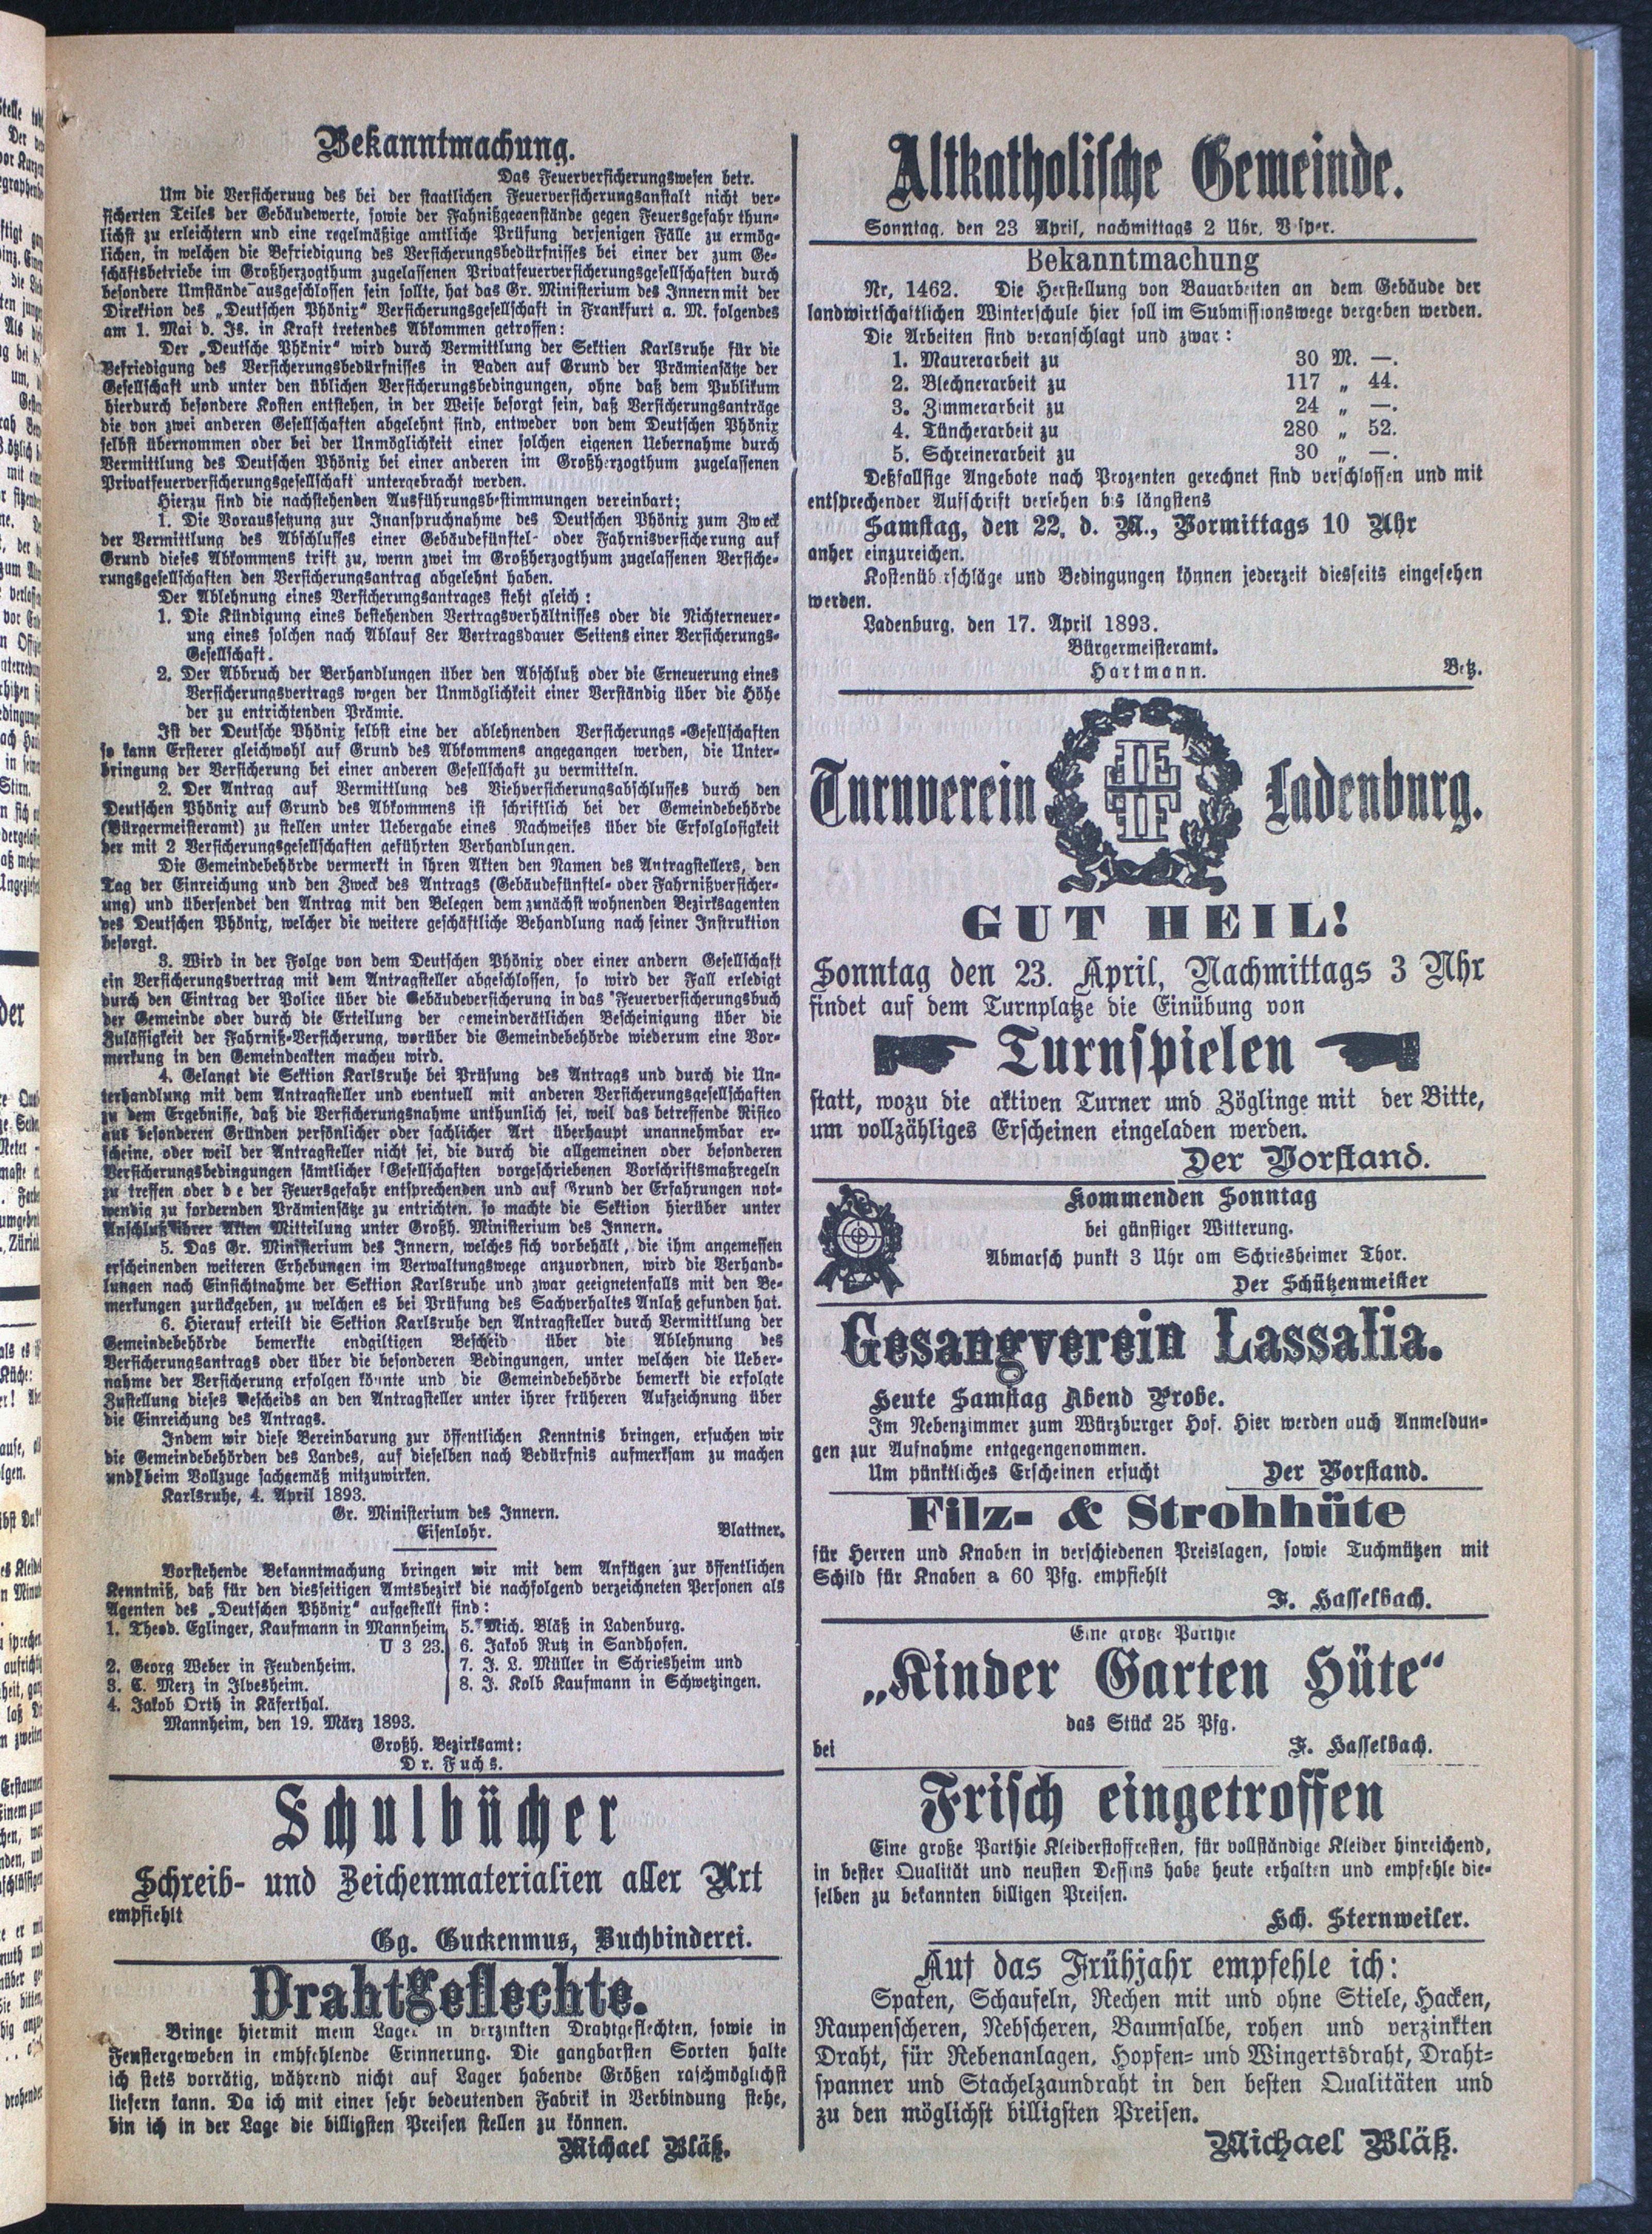 Bekanntmachung.
Das Feuerversicherungswesen betr.
Um die Versicherung des bei der staatlichen Feuerversicherungsanstalt nicht ver-
sicherten Teiles der Gebäudewerte, sowie der Fahnißgegenstände gegen Feuersgefahr thun-
lichst zu erleichtern und eine regelmäßige amtliche Prüfung derjenigen Fälle zu ermög-
lichen, in welchen die Befriedigung des Versicherungsbedürfnisses bei einer der zum Ge-
schäftsbetriebe im Großherzogthum zugelassenen Privatfeuerversicherungsgesellschaften durch
besondere Umstände ausgeschlossen sein sollte, hat das Gr. Ministerium des Innern mit der
Direktion des „Deutschen Phönix" Versicherungsgesellschaft in Frankfurt a. M. folgendes
am 1. Mai d. Js. in Kraft tretendes Abkommen getroffen:
Der „Deutsche Phönix" wird durch Vermittlung der Sektien Karlsruhe für die
Befriedigung des Versicherungsbedürfnisses in Baden auf Grund der Prämiensätze der
Gesellschaft und unter den üblichen Versicherungsbedingungen, ohne daß dem Publikum
hierdurch besondere Kosten entstehen, in der Weise besorgt sein, daß Versicherungsanträge
die von zwei anderen Gesellschaften abgelehnt sind, entweder von dem Deutschen Phönix
selbst übernommen oder bei der Unmöglichkeit einer solchen eigenen Uebernahme durch
Vermittlung des Deutschen Phönix bei einer anderen im Großherzogthum zugelassenen
Privatfeuerversicherungsgesellschaft untergebracht werden.
Hierzu sind die nachstehenden Ausführungsbestimmungen vereinbart:
1. Die Voraussetzung zur Inanspruchnahme des Deutschen Phönix zum Zweck
der Vermittlung des Abschlusses einer Gebäudefünftel- oder Fahrnisversicherung auf
Grund dieses Abkommens trift zu, wenn zwei im Großherzogthum zugelassenen Versiche-
rungsgesellschaften den Versicherungsantrag abgelehnt haben.
Der Ablehnung eines Versicherungsantrages steht gleich:
1. Die Kündigung eines bestehenden Vertragsverhältnisses oder die Nichterneuer-
ung eines solchen nach Ablauf 8er Vertragsdauer Seitens einer Versicherungs-
Gesellschaft.
2. Der Abbruch der Verhandlungen über den Abschluß oder die Erneuerung eines
Versicherungsvertrags wegen der Unmöglichkeit einer Verständig über die Höhe
der zu entrichtenden Prämie.
Ist der Deutsche Phönix selbst eine der ablehnenden Versicherungs-Gesellschaften
so kann Ersterer gleichwohl auf Grund des Abkommens angegangen werden, die Unter-
bringung der Versicherung bei einer anderen Gesellschaft zu vermitteln.
2. Der Antrag auf Vermittlung des Viehversicherungsabschlusses durch den
Deutschen Phönix auf Grund des Abkommens ist schriftlich bei der Gemeindebehörde
(Bürgermeisteramt) zu stellen unter Uebergabe eines Nachweises über die Erfolglosigkeit
der mit 2 Versicherungsgesellschaften geführten Verhandlungen.
Die Gemeindebehörde vermerkt in Ihren Akten den Namen des Antragstellers, den
Tag der Einreichung und den Zweck des Antrags (Gebäudefünftel- oder Fahrnißversicher-
ung) und übersendet den Antrag mit den Belegen dem zunächst wohnenden Bezirksagenten
des Deutschen Phönix, welcher die weitere geschäftliche Behandlung nach seiner Instruktion
besorgt.
3. Wird in der Folge von dem Deutschen Phönix oder einer andern Gesellschaft
ein Versicherungsvertrag mit dem Antragsteller abgeschlossen, so wird der Fall erledigt
durch den Eintrag der Police über die Gebäudeversicherung in das Feuerversicherungsbuch
der Gemeinde oder durch die Erteilung der gemeinderätlichen Bescheinigung über die
Zulässigkeit der Fahrniß-Versicherung, worüber die Gemeindebehörde wiederum eine Vor-
merkung in den Gemeindeakten macheu wird.
4. Gelangt die Sektion Karlsruhe bei Prüfung des Antrags und durch die Un-
terhandlung mit dem Antragsteller und eventuell mit anderen Versicherungsgesellschaften
zu dem Ergebnisse, daß die Versicherungsnahme unthunlich sei, weil das betreffende Risico
aus besonderen Gründen persönlicher oder sachlicher Art überhaupt unannehmbar er-
scheine, oder weil der Antragsteller nicht sei, die durch die allgemeinen oder besonderen
Versicherungsbedingungen sämtlicher Gesellschaften vorgeschriebenen Vorschriftsmaßregeln
zu treffen oder die der Feuersgefahr entsprechenden und auf Grund der Erfahrungen not-
wendig zu fordernden Prämiensätze zu entrichten, so machte die Sektion hierüber unter
Anschluß ihrer Akten Mitteilung unter Großh. Ministerium des Innern.
5. Das Gr. Ministerium des Innern, welches sich vorbehält, die ihm angemessen
erscheinenden weiteren Erhebungen im Verwaltungswege anzuordnen, wird die Verhand-
lungen nach Einsichtnahme der Sektion Karlsruhe und zwar geeignetenfalls mit den Be-
merkungen zurückgeben, zu welchen es bei Prüfung des Sachverhaltes Anlaß gefunden hat.
6. Hierauf erteilt die Sektion Karlsruhe den Antragsteller durch Vermittlung der
Gemeindebehörde bemerkte endgiltigen Bescheid über die Ablehnung des
Versicherungsantrags oder über die besonderen Bedingungen, unter welchen die Ueber-
nahme der Versicherung erfolgen könnte und die Gemeindebehörde bemerkt die erfolgte
Zustellung dieses Bescheids an den Antragsteller unter ihrer früheren Aufzeichnung über
die Einreichung des Antrags.
Indem wir diese Vereinbarung zur öffentlichen Kenntnis bringen, ersuchen wir
die Gemeindebehörden des Landes, auf dieselben nach Bedürfnis aufmerksam zu machen
und beim Vollzuge sachgemäß mitzuwirken.
Karlsruhe, 4. April 1893.
Gr. Ministerium des Innern.
Eisenlohr. Blattner.
Vorstehende Bekanntmachung bringen wir mit dem Anfügen zur öffentlichen
Kenntniß, daß für den diesseitigen Amtsbezirk die nachfolgend verzeichneten Personen als
Agenten des „Deutschen Phönix" aufgestellt sind:
1. Theod. Eglinger, Kaufmann in Mannheim
U 3 23.
2. Georg Weber in Feudenheim.
3. C. Merz in Ilvesheim.
4. Jakob Orth in Käferthal.
5. Mich. Bläß in Ladenburg.
6. Jakob Rutz in Sandhofen.
7. J. L. Müller in Schriesheim und
8. J. Kolb Kaufmann in Schwetzingen.
Mannheim, den 19. März 1893.
Großh. Bezirksamt:
Dr. Fuchs.
Schulbücher
Schreib- und Zeichenmaterialien aller Art
empfiehlt
Gg. Guckenmus, Buchbinderei.
Drahtgeflechte.
Bringe hiermit mein Lager in verzinkten Drahtgeflechten, sowie in
Fenstergeweben in emhfehlende Erinnerung. Die gangbarsten Sorten halte
ich stets vorrätig, während nicht auf Lager habende Größen raschmöglichst
liefern kann. Da ich mit einer sehr bedeutenden Fabrik in Verbindung stehe,
bin ich in der Lage die billigsten Preisen stellen zu können.
Michael Bläß.
Altkatholische Gemeinde.
Sonntag, den 23 April, nachmittags 2 Uhr, Vesper.
Bekanntmachung
Nr, 1462. Die Herstellung von Bauarbeiten an dem Gebäude der
landwirtschaftlichen Winterschule hier soll im Submissionswege vergeben werden.
Die Arbeiten sind veranschlagt und zwar:
1. Maurerarbeit zu 30 M. —.
2. Blechnerarbeit zu 117 „ 44.
3. Zimmerarbeit zu 24 „ —.
4. Tüncherarbeit zu 280 „ 52.
5. Schreinerarbeit zu 30 „ —.
Deßfallsige Angebote nach Prozenten gerechnet sind verschlossen und mit
entsprechender Aufschrift versehen bis längstens
Samstag, den 22. d. M., Vormittags 10 Uhr
anher einzureichen.
Kostenüberschläge und Bedingungen können jederzeit diesseits eingesehen
werden.
Ladenburg, den 17. April 1893.
Bürgermeisteramt.
Hartmann. Betz.
Turnverein Ladenburg.
GUT HEIL!
Sonntag den 23. April, Nachmittags 3 Uhr
findet auf dem Turnplatze die Einübung von
Turnspielen
statt, wozu die aktiven Turner und Zöglinge mit der Bitte,
um vollzähliges Erscheinen eingeladen werden.
Der Vorstand.
Kommenden Sonntag
bei günstiger Witterung.
Abmarsch punkt 3 Uhr am Schriesheimer Thor.
Der Schützenmeister
Gesangverein Lassalia.
Heute Samstag Abend Probe.
Im Nebenzimmer zum Würzburger Hof. Hier werden auch Anmeldun-
gen zur Aufnahme entgegengenommen.
Um pünktliches Erscheinen ersucht Der Vorstand.
Filz- & Strohhüte
für Herren und Knaben in verschiedenen Preislagen, sowie Tuchmützen mit
Schild für Knaben a 60 Pfg. empfiehlt
F. Hasselbach.
Eine große Parthie
„Kinder Garten Hüte“
das Stück 25 Pfg.
bei F. Hasselbach.
Frisch eingetroffen
Eine große Parthie Kleiderstoffresten, für vollständige Kleider hinreichend,
in bester Qualität und neusten Dessins habe heute erhalten und empfehle die-
selben zu bekannten billigen Preisen.
Hch. Sternweiler.
Auf das Frühjahr empfehle ich:
Spaten, Schaufeln, Rechen mit und ohne Stiele, Hacken,
Raupenscheren, Rebscheren, Baumsalbe, rohen und verzinkten
Draht, für Rebenanlagen, Hopfen- und Wingertsdraht, Draht-
spanner und Stachelzaundraht in den besten Qualitäten und
zu den möglichst billigsten Preisen.
Michael Bläß.